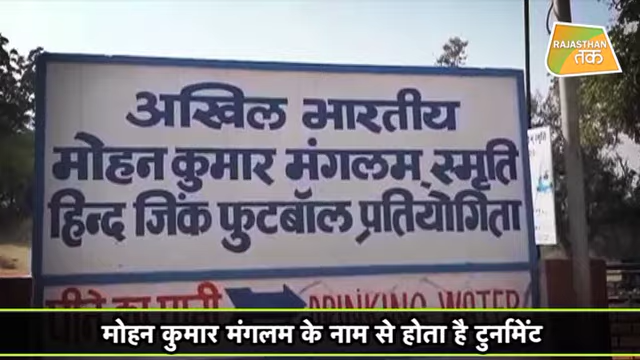 RAJASTHAN
तक
अखिल भारतीय
मोहन कुमार मंगलम् स्मृति
हिन्द जिंक फुटबॉल प्रतियोगिता
पीने का पानी DRINKING WATER
मोहन कुमार मंगलम के नाम से होता है टुर्नामेंट